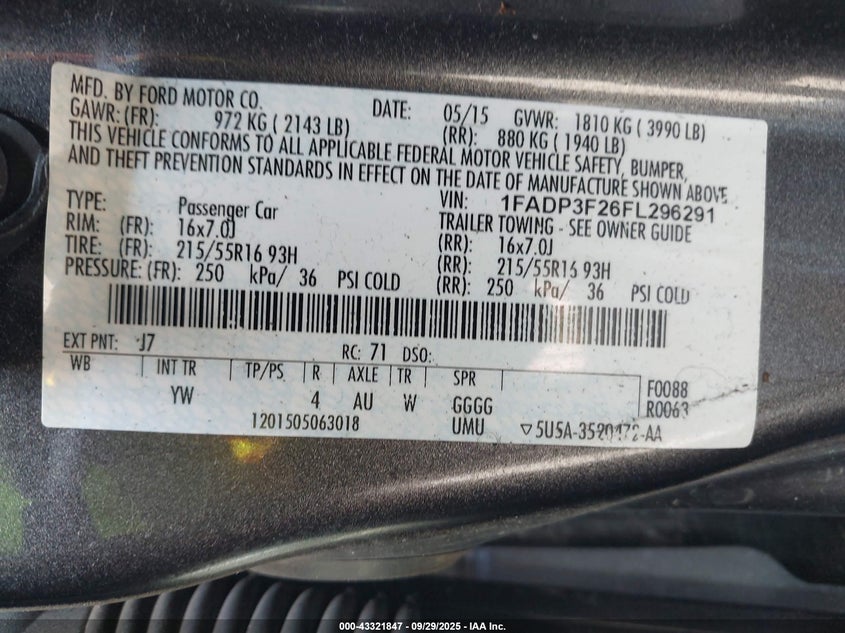 MFD. BY FORD MOTOR CO. DATE: 05/15 GVWR: 1810 KG ( 3990 LB)
GAWR: (FR): 972 KG ( 2143 LB) (RR): 880 KG ( 1940 LB)
THIS VEHICLE CONFORMS TO ALL APPLICABLE FEDERAL MOTOR VEHICLE SAFETY, BUMPER,
AND THEFT PREVENTION STANDARDS IN EFFECT ON THE DATE OF MANUFACTURE SHOWN ABOVE
VIN: 1FADP3F26FL296291
TYPE: Passenger Car TRAILER TOWING - SEE OWNER GUIDE
RIM: (FR): 16x7.0J (RR): 16x7.0J
TIRE: (FR): 215/55R16 93H (RR): 215/55R16 93H
PRESSURE: (FR): 250 kPa/ 36 PSI COLD (RR): 250 kPa/ 36 PSI COLD
EXT PNT: J7 RC: 71 DSO:
WB INT TR TP/PS R AXLE TR SPR F0088
YW 4 AU W GGGG R0063
1201505063018 UMU ▽5U5A-3520472-AA
000-43321847 | 09/29/2025 - IAA Inc.